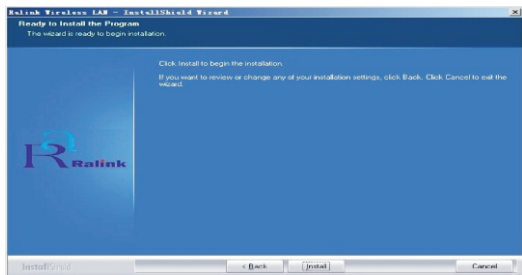 Ralink Wireless LAN - InstallShield Wizard
Ready to Install the Program
The wizard is ready to begin installation.
Click Install to begin the installation.
If you want to review or change any of your installation settings, click Back. Click Cancel to exit the
wizard.
Ralink
InstallShield
< Back
Install
Cancel